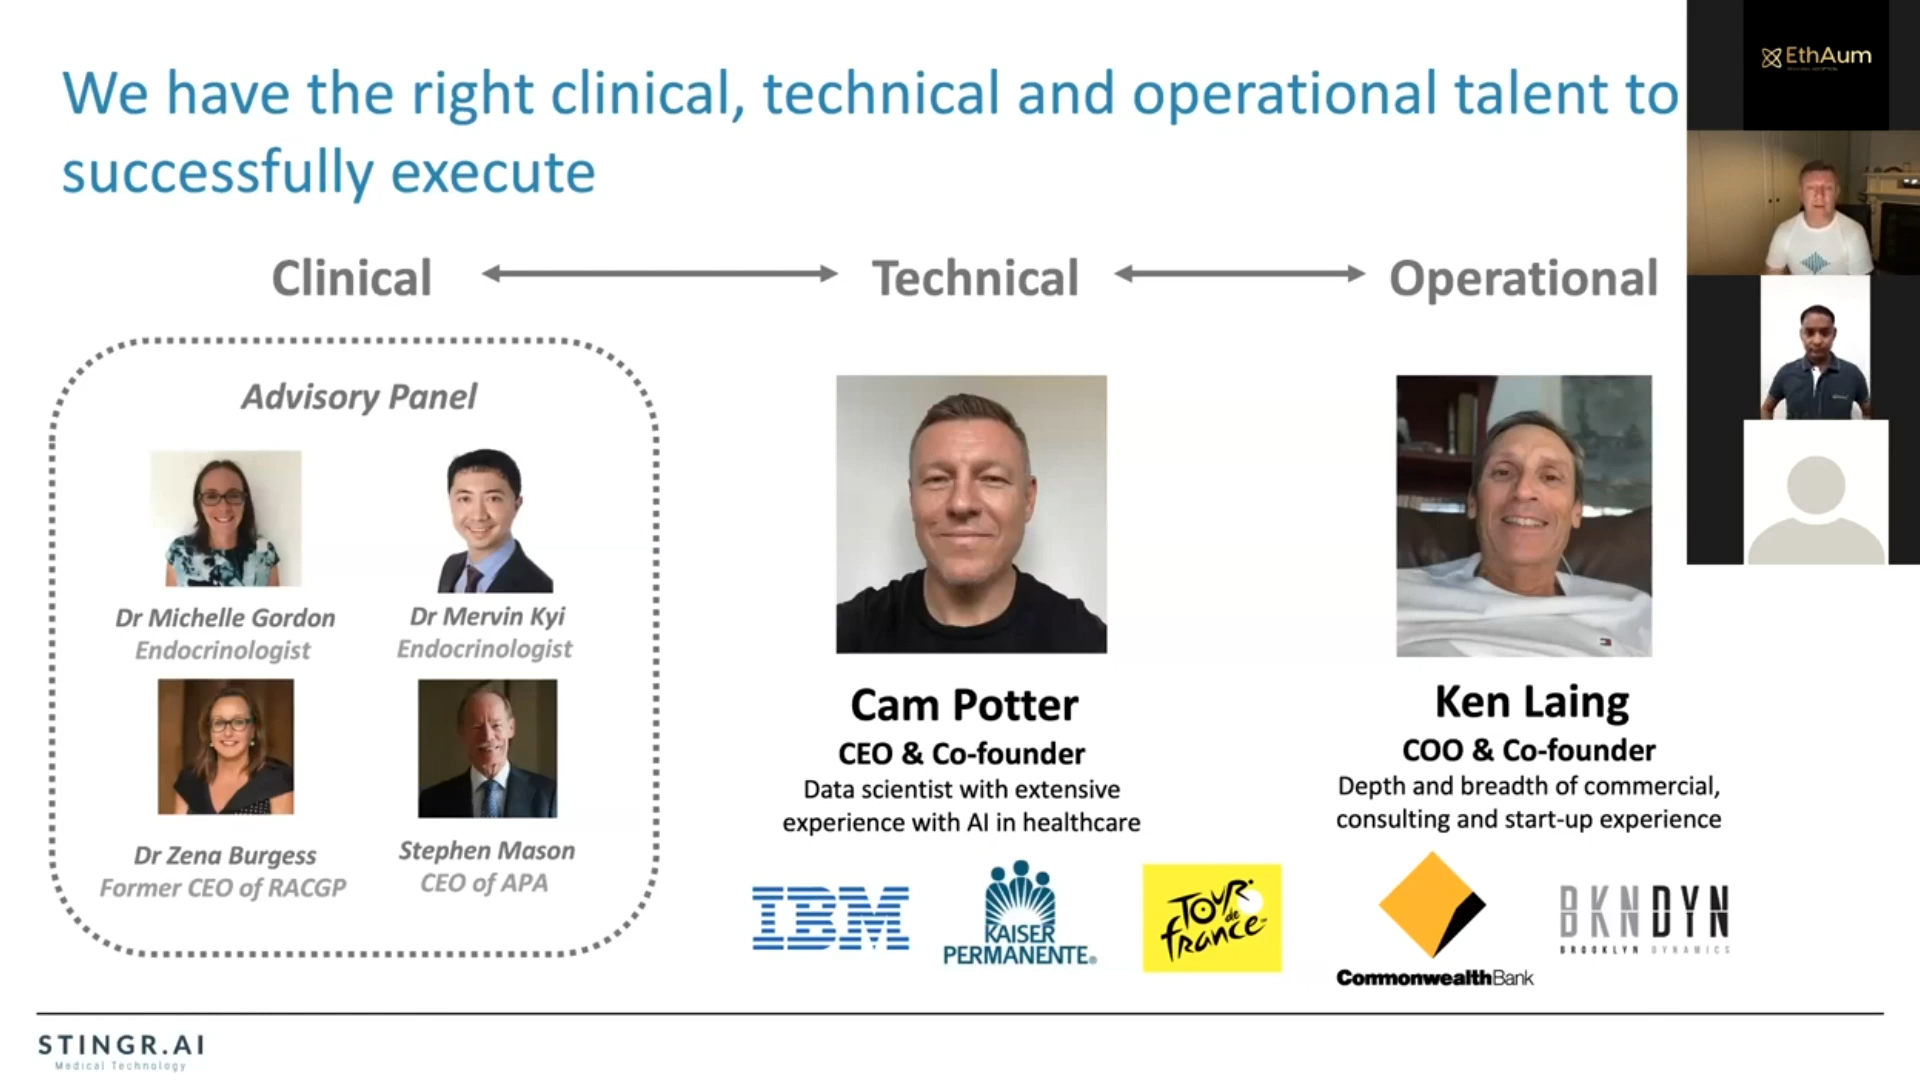 We have the right clinical, technical and operational talent to
successfully execute
EthAum
Clinical
Technical
Operational
Advisory Panel
Dr Michelle Gordon
Endocrinologist
Dr Mervin Kyi
Endocrinologist
Dr Zena Burgess
Former CEO of RACGP
Stephen Mason
CEO of APA
Cam Potter
CEO & Co-founder
Data scientist with extensive
experience with AI in healthcare
IBM
KAISER
PERMANENTE®
TOUR
de
france™
Ken Laing
COO & Co-founder
Depth and breadth of commercial,
consulting and start-up experience
CommonwealthBank
BKNDYN
BROOKLYN DYNAMICS
STINGR.AI
Medical Technology